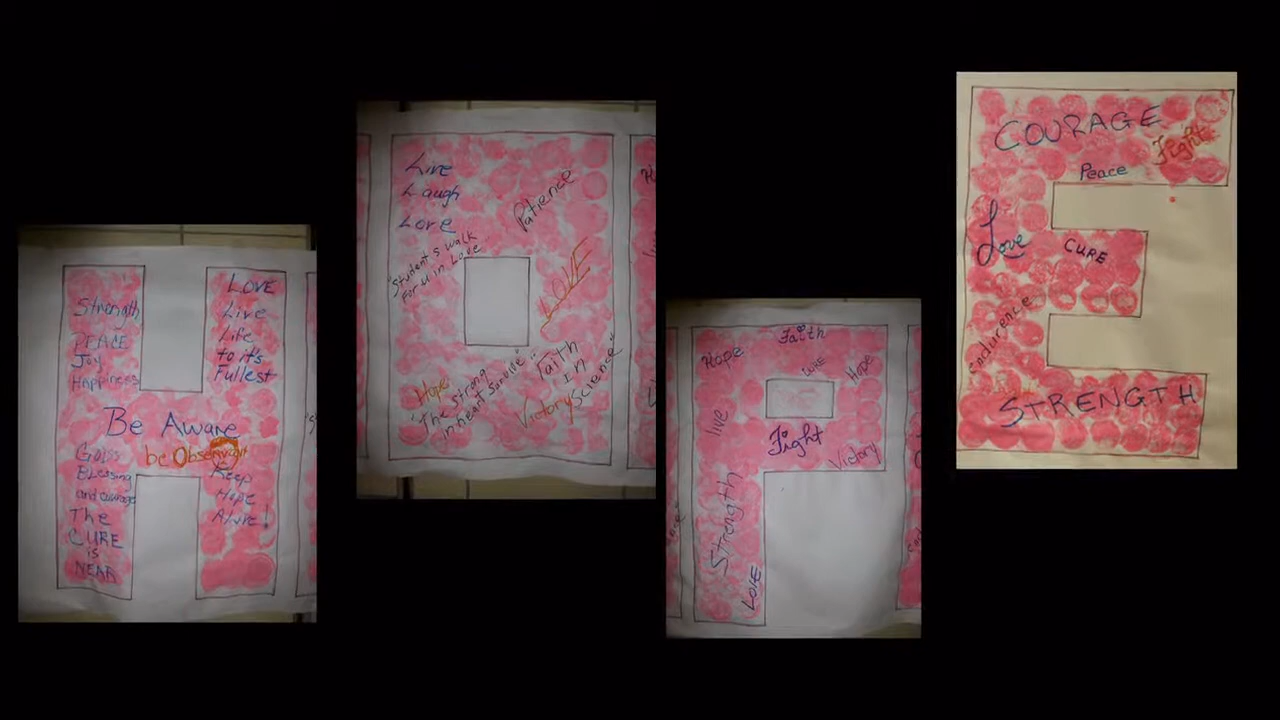 Strength
PEACE
Joy
Happiness
LOVE
Live
Life
to it's
Fullest
Be Aware
be Observant
God's
Blessing
and courage
The
CURE
is
NEAR
Keep
Hope
Alive!
Live
Laugh
Love
Patience
"Student s walk
For u in Love
LOVE
Hope
"The strong
in heart survive"
"Faith
In
Science"
Victory
Hope
Faith
CURE
Hope
live
Fight
Victory
Strength
LOVE
COURAGE
Fight
Peace
Love
CURE
endurence
STRENGTH